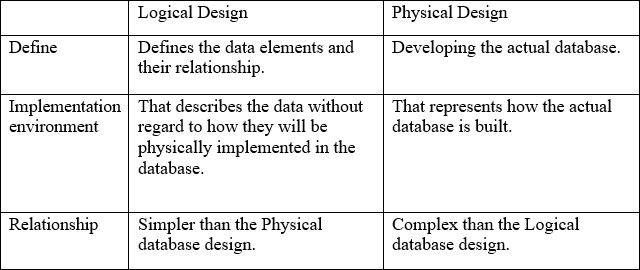 Logical Design
Physical Design
Define
Defines the data elements and
their relationship.
Developing the actual database.
Implementation
environment
That describes the data without
regard to how they will be
physically implemented in the
database.
That represents how the actual
database is built.
Relationship
Simpler than the Physical
database design.
Complex than the Logical
database design.